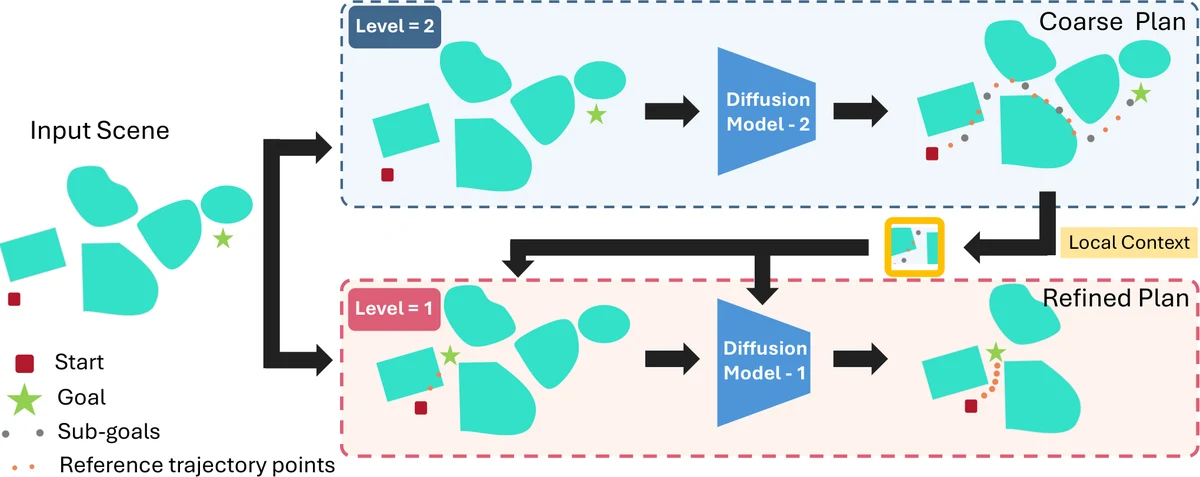 Input Scene
Start
Goal
Sub-goals
Reference trajectory points
Level = 2
Diffusion
Model - 2
Coarse Plan
Local Context
Level = 1
Diffusion
Model - 1
Refined Plan